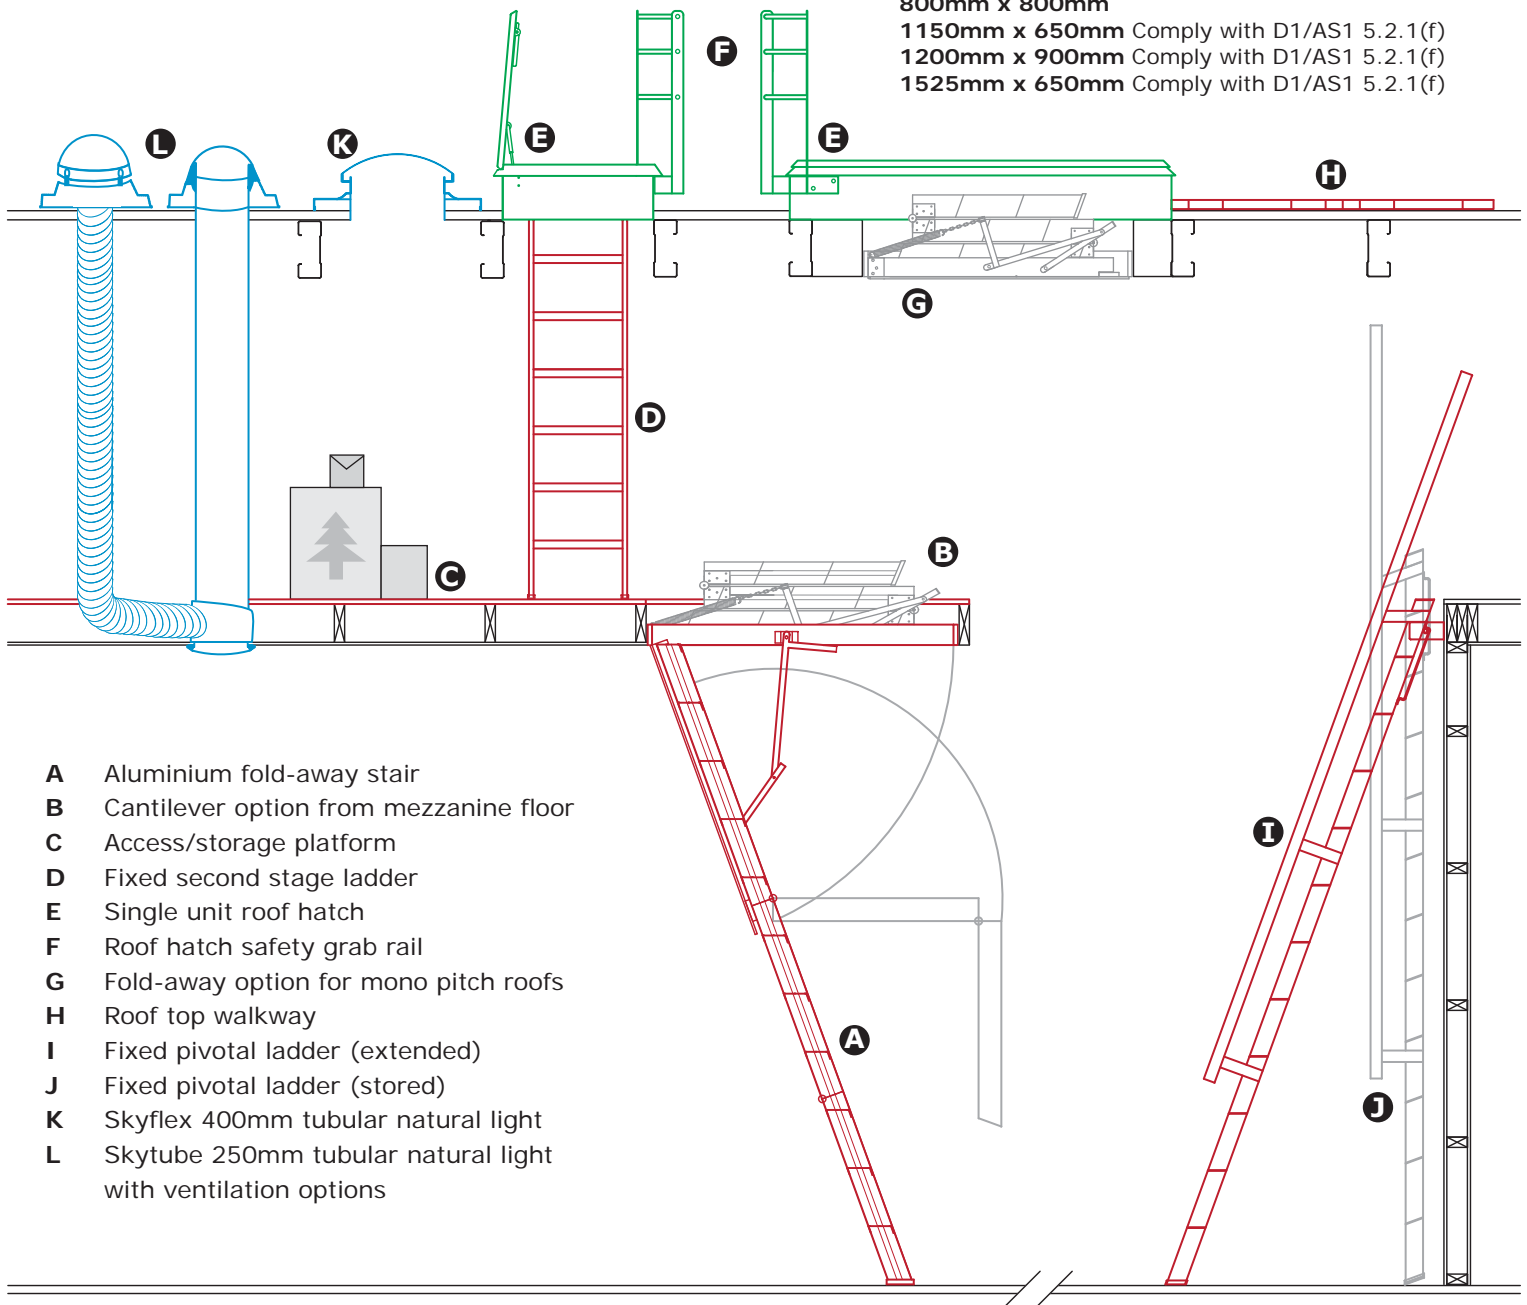 800mm x 800mm
1150mm x 650mm Comply with D1/AS1 5.2.1(f)
1200mm x 900mm Comply with D1/AS1 5.2.1(f)
1525mm x 650mm Comply with D1/AS1 5.2.1(f)
F
L
K
E
E
H
G
D
B
C
I
A
J
A Aluminium fold-away stair
B Cantilever option from mezzanine floor
C Access/storage platform
D Fixed second stage ladder
E Single unit roof hatch
F Roof hatch safety grab rail
G Fold-away option for mono pitch roofs
H Roof top walkway
I Fixed pivotal ladder (extended)
J Fixed pivotal ladder (stored)
K Skyflex 400mm tubular natural light
L Skytube 250mm tubular natural light
with ventilation options